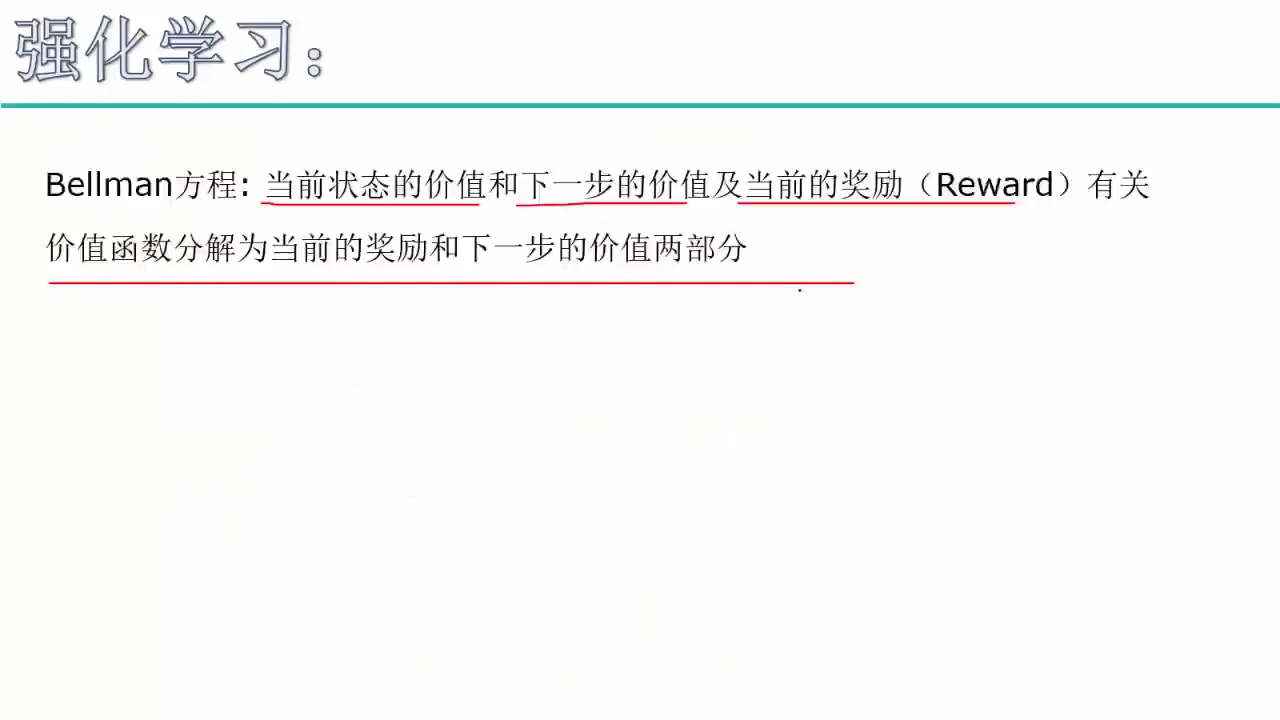 强化学习：
Bellman方程: 当前状态的价值和下一步的价值及当前的奖励（Reward）有关
价值函数分解为当前的奖励和下一步的价值两部分